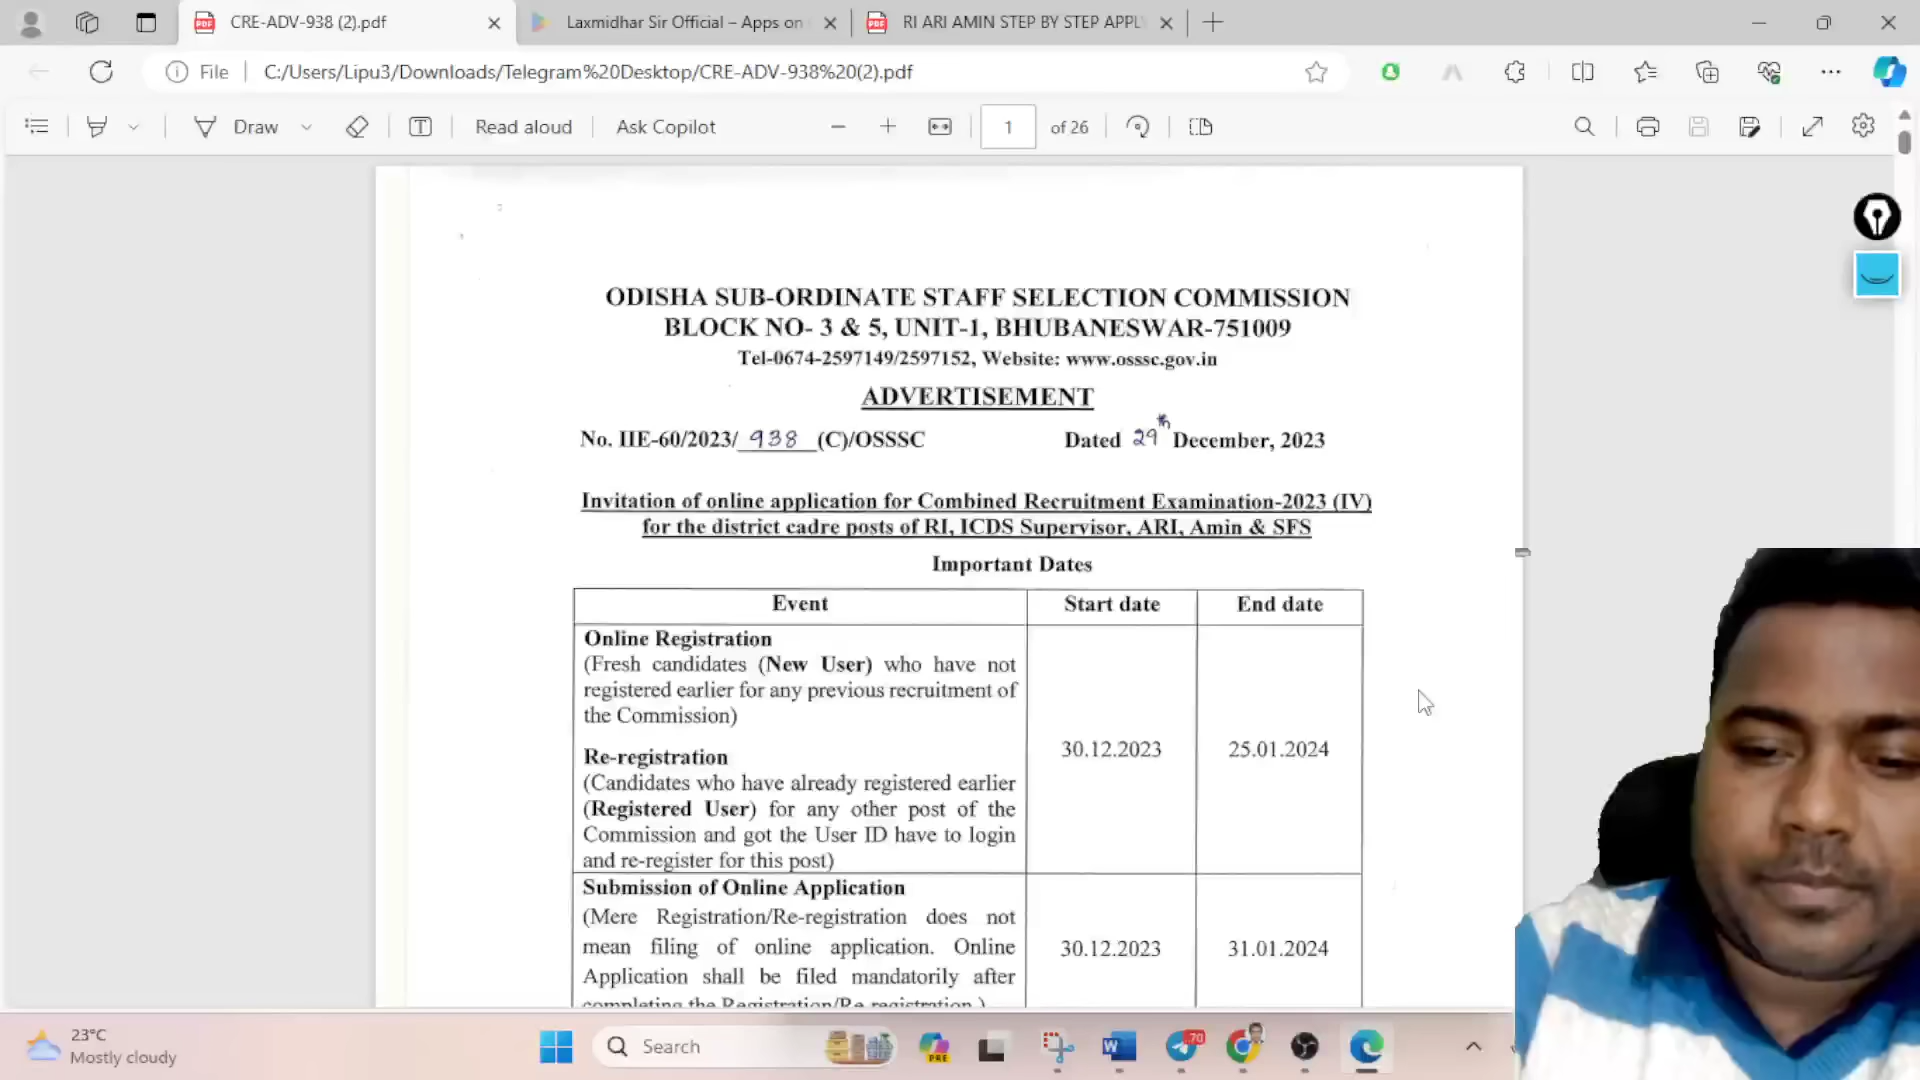 CRE-ADV-938 (2).pdf
Laxmidhar Sir Official – Apps on
RI ARI AMIN STEP BY STEP APPL
File
C:/Users/Lipu3/Downloads/Telegram%20Desktop/CRE-ADV-938%20(2).pdf
Draw
Read aloud
Ask Copilot
1
of 26
ODISHA SUB-ORDINATE STAFF SELECTION COMMISSION
BLOCK NO- 3 & 5, UNIT-1, BHUBANESWAR-751009
Tel-0674-2597149/2597152, Website: www.osssc.gov.in
ADVERTISEMENT
No. IIE-60/2023/ 938 (C)/OSSSC Dated 29th December, 2023
Invitation of online application for Combined Recruitment Examination-2023 (IV)
for the district cadre posts of RI, ICDS Supervisor, ARI, Amin & SFS
Important Dates
Event Start date End date
Online Registration
(Fresh candidates (New User) who have not
registered earlier for any previous recruitment of
the Commission)
Re-registration
(Candidates who have already registered earlier
(Registered User) for any other post of the
Commission and got the User ID have to login
and re-register for this post)
30.12.2023 25.01.2024
Submission of Online Application
(Mere Registration/Re-registration does not
mean filing of online application. Online
Application shall be filed mandatorily after
completing the Registration/Re-registration.)
30.12.2023 31.01.2024
23°C
Mostly cloudy
Search
PRE
W
70